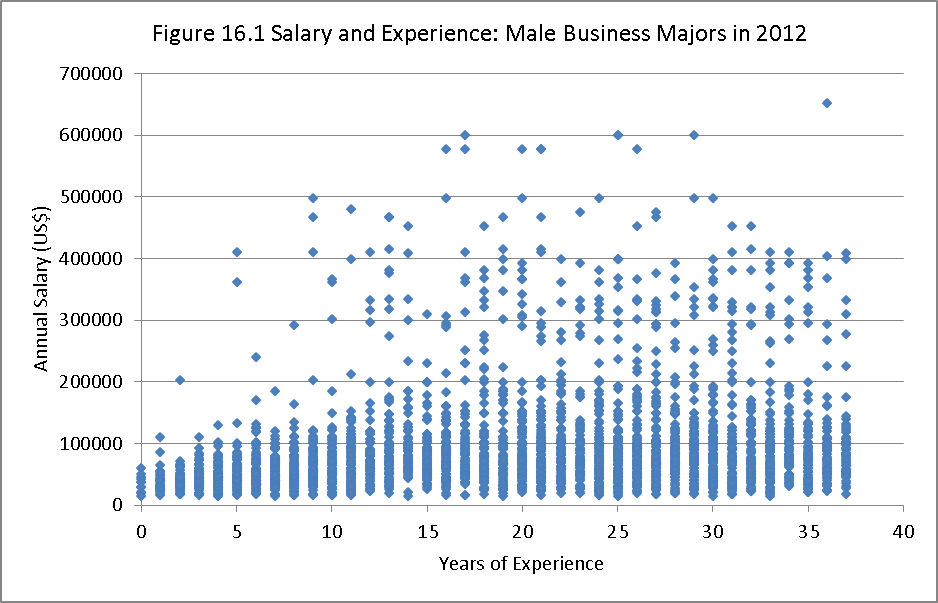 Figure 16.1 Salary and Experience: Male Business Majors in 2012
700000
600000
500000
400000
300000
200000
100000
0
Annual Salary (US$)
0 5 10 15 20 25 30 35 40
Years of Experience